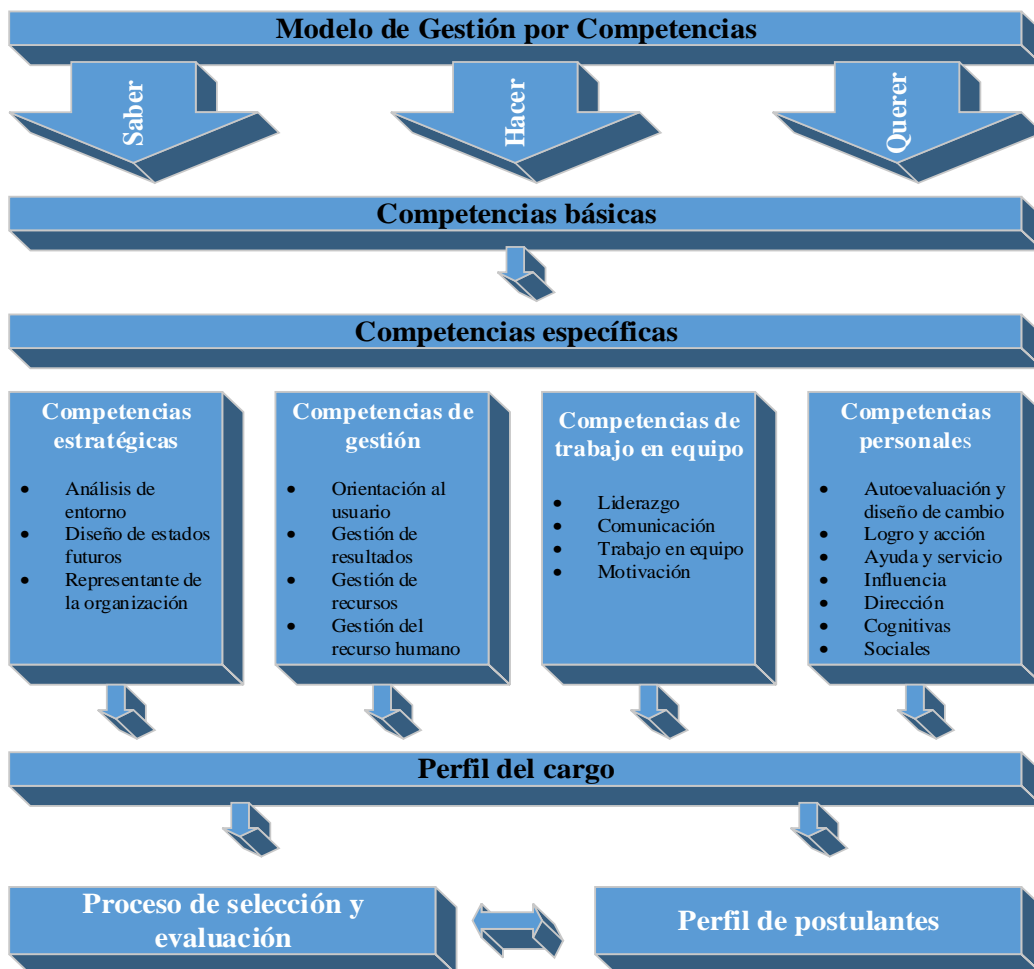 Modelo de Gestión por Competencias
Saber
Hacer
Querer
Competencias básicas
Competencias específicas
Competencias
estratégicas
• Análisis de
entorno
• Diseño de estados
futuros
• Representante de
la organización
Competencias de
gestión
• Orientación al
usuario
• Gestión de
resultados
• Gestión de
recursos
• Gestión del
recurso humano
Competencias de
trabajo en equipo
• Liderazgo
• Comunicación
• Trabajo en equipo
• Motivación
Competencias
personales
• Autoevaluación y
diseño de cambio
• Logro y acción
• Ayuda y servicio
• Influencia
• Dirección
• Cognitivas
• Sociales
Perfil del cargo
Proceso de selección y
evaluación
Perfil de postulantes